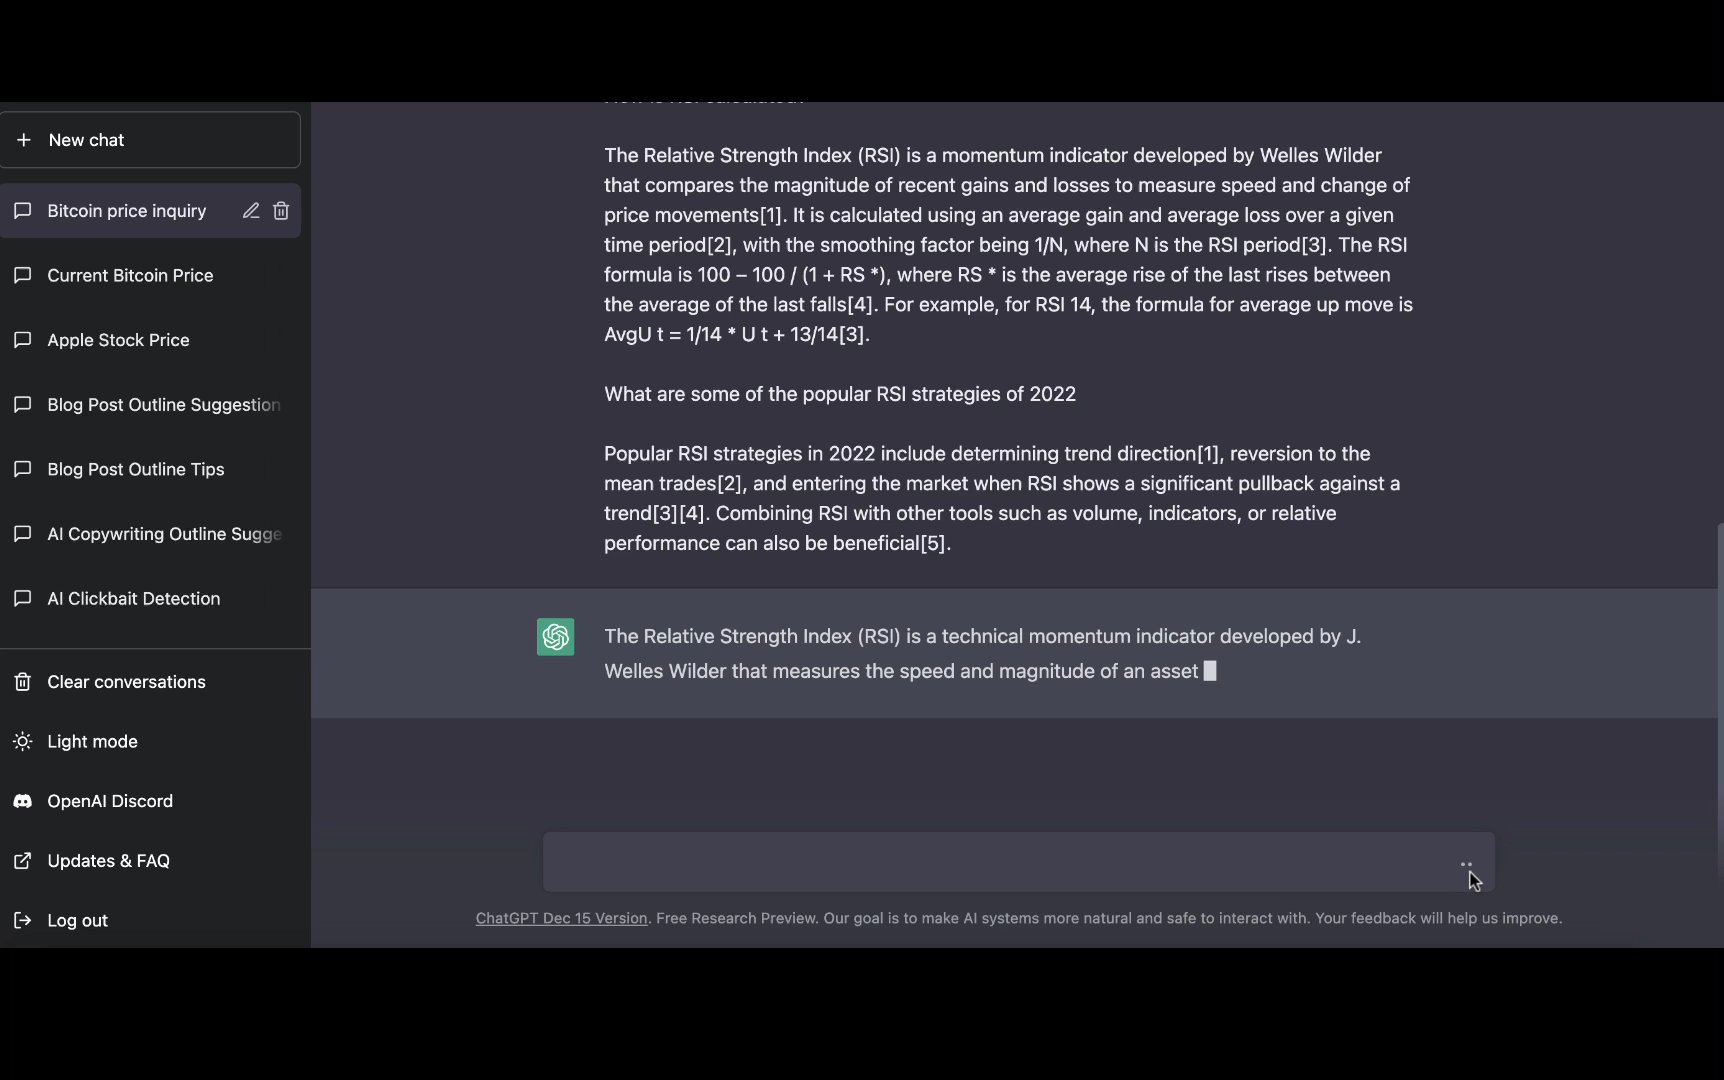 New chat
Bitcoin price inquiry
Current Bitcoin Price
Apple Stock Price
Blog Post Outline Suggestion
Blog Post Outline Tips
AI Copywriting Outline Sugge
AI Clickbait Detection
Clear conversations
Light mode
OpenAI Discord
Updates & FAQ
Log out
The Relative Strength Index (RSI) is a momentum indicator developed by Welles Wilder
that compares the magnitude of recent gains and losses to measure speed and change of
price movements[1]. It is calculated using an average gain and average loss over a given
time period[2], with the smoothing factor being 1/N, where N is the RSI period[3]. The RSI
formula is 100 – 100 / (1 + RS *), where RS * is the average rise of the last rises between
the average of the last falls[4]. For example, for RSI 14, the formula for average up move is
AvgU t = 1/14 * U t + 13/14[3].
What are some of the popular RSI strategies of 2022
Popular RSI strategies in 2022 include determining trend direction[1], reversion to the
mean trades[2], and entering the market when RSI shows a significant pullback against a
trend[3][4]. Combining RSI with other tools such as volume, indicators, or relative
performance can also be beneficial[5].
The Relative Strength Index (RSI) is a technical momentum indicator developed by J.
Welles Wilder that measures the speed and magnitude of an asset
ChatGPT Dec 15 Version. Free Research Preview. Our goal is to make AI systems more natural and safe to interact with. Your feedback will help us improve.